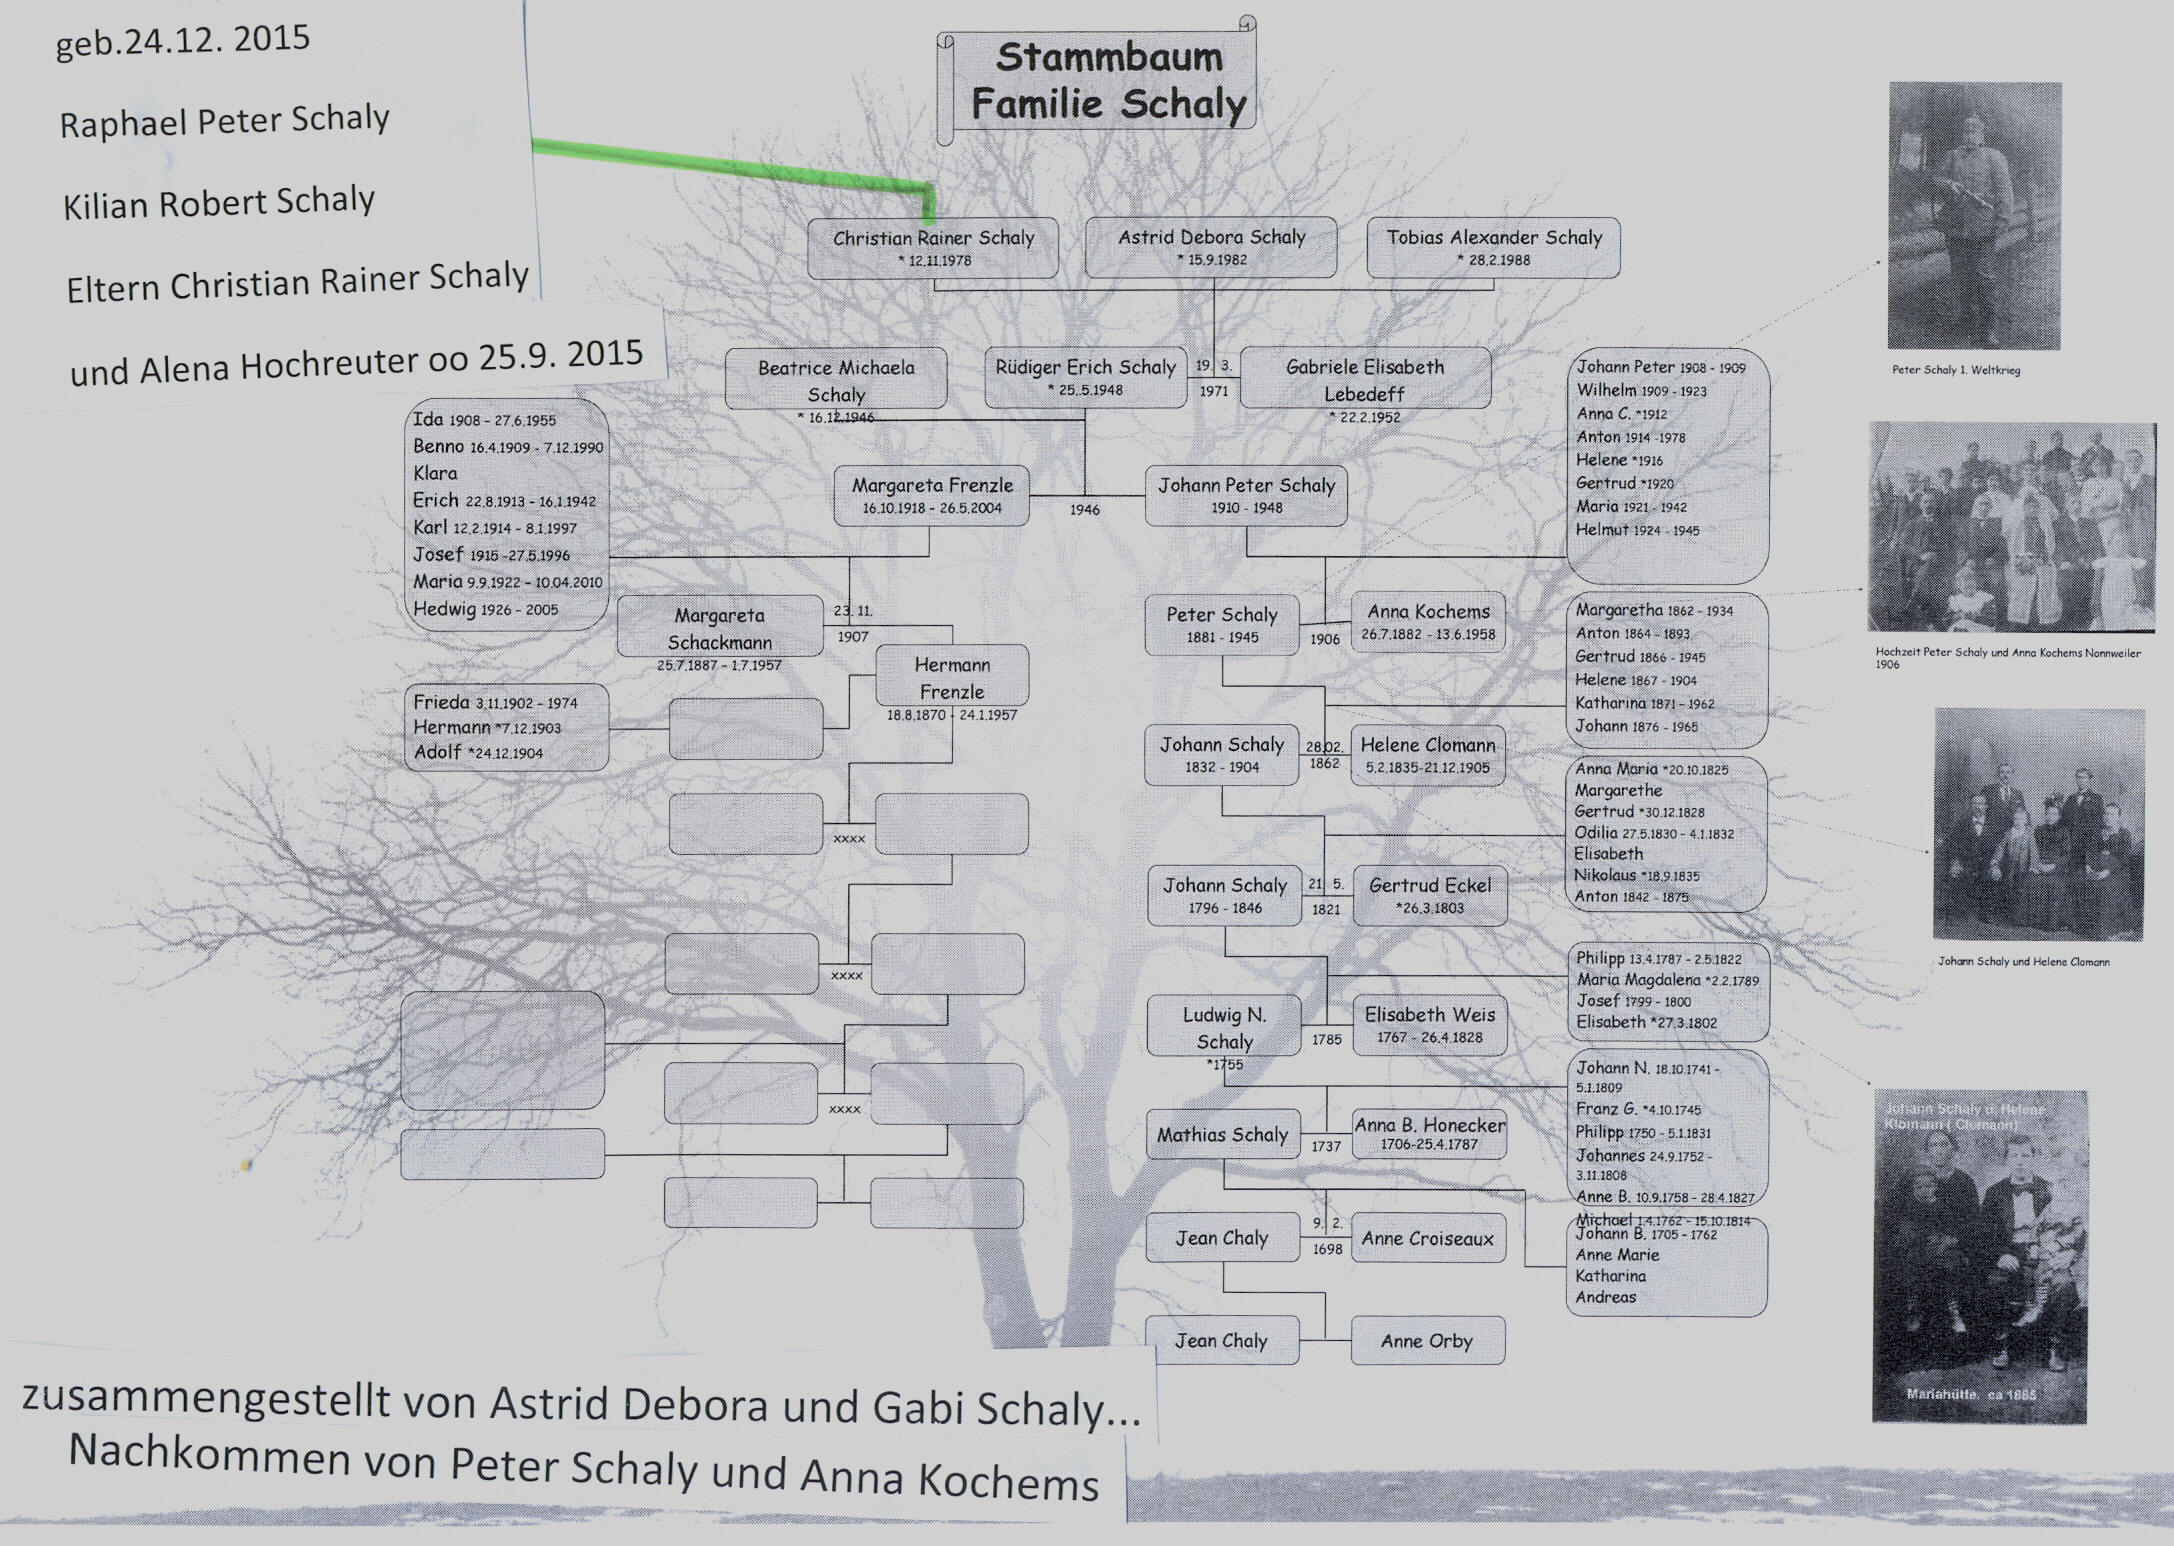 geb.24.12. 2015
Raphael Peter Schaly
Kilian Robert Schaly
Eltern Christian Rainer Schaly
und Alena Hochreuter oo 25.9. 2015
Stammbaum
Familie Schaly
Christian Rainer Schaly
* 12.11.1978
Astrid Debora Schaly
* 15.9.1982
Tobias Alexander Schaly
* 28.2.1988
Beatrice Michaela
Schaly
* 16.12.1946
Rüdiger Erich Schaly
* 25.5.1948
19. 3.
1971
Gabriele Elisabeth
Lebedeff
* 22.2.1952
Ida 1908 - 27.6.1955
Benno 16.4.1909 - 7.12.1990
Klara
Erich 22.8.1913 - 16.1.1942
Karl 12.2.1914 - 8.1.1997
Josef 1915 -27.5.1996
Maria 9.9.1922 - 10.04.2010
Hedwig 1926 - 2005
Margareta Frenzle
16.10.1918 - 26.5.2004
1946
Johann Peter Schaly
1910 - 1948
Johann Peter 1908 - 1909
Wilhelm 1909 - 1923
Anna C. *1912
Anton 1914 -1978
Helene *1916
Gertrud *1920
Maria 1921 - 1942
Helmut 1924 - 1945
Margareta
Schackmann
25.7.1887 - 1.7.1957
23. 11.
1907
Hermann
Frenzle
18.8.1870 - 24.1.1957
Frieda 3.11.1902 - 1974
Hermann *7.12.1903
Adolf *24.12.1904
xxxx
xxxx
xxxx
Peter Schaly
1881 - 1945
1906
Anna Kochems
26.7.1882 - 13.6.1958
Margaretha 1862 - 1934
Anton 1864 - 1893
Gertrud 1866 - 1945
Helene 1867 - 1904
Katharina 1871 - 1962
Johann 1876 - 1965
Johann Schaly
1832 - 1904
28.02.
1862
Helene Clomann
5.2.1835-21.12.1905
Anna Maria *20.10.1825
Margarethe
Gertrud *30.12.1828
Odilia 27.5.1830 - 4.1.1832
Elisabeth
Nikolaus *18.9.1835
Anton 1842 - 1875
Johann Schaly
1796 - 1846
21. 5.
1821
Gertrud Eckel
*26.3.1803
Philipp 13.4.1787 - 2.5.1822
Maria Magdalena *2.2.1789
Josef 1799 - 1800
Elisabeth *27.3.1802
Ludwig N.
Schaly
*1755
1785
Elisabeth Weis
1767 - 26.4.1828
Johann N. 18.10.1741 -
5.1.1809
Franz G. *4.10.1745
Philipp 1750 - 5.1.1831
Johannes 24.9.1752 -
3.11.1808
Anne B. 10.9.1758 - 28.4.1827
Michael 1.4.1762 - 15.10.1814
Mathias Schaly
1737
Anna B. Honecker
1706-25.4.1787
Johann B. 1705 - 1762
Anne Marie
Katharina
Andreas
Jean Chaly
9. 2.
1698
Anne Croiseaux
Jean Chaly
Anne Orby
Peter Schaly 1. Weltkrieg
Hochzeit Peter Schaly und Anna Kochems Nonnweiler
1906
Johann Schaly und Helene Clomann
Johann Schaly u. Helene
Klomann ( Clomann)
Mariahütte. ca 1885
zusammengestellt von Astrid Debora und Gabi Schaly...
Nachkommen von Peter Schaly und Anna Kochems